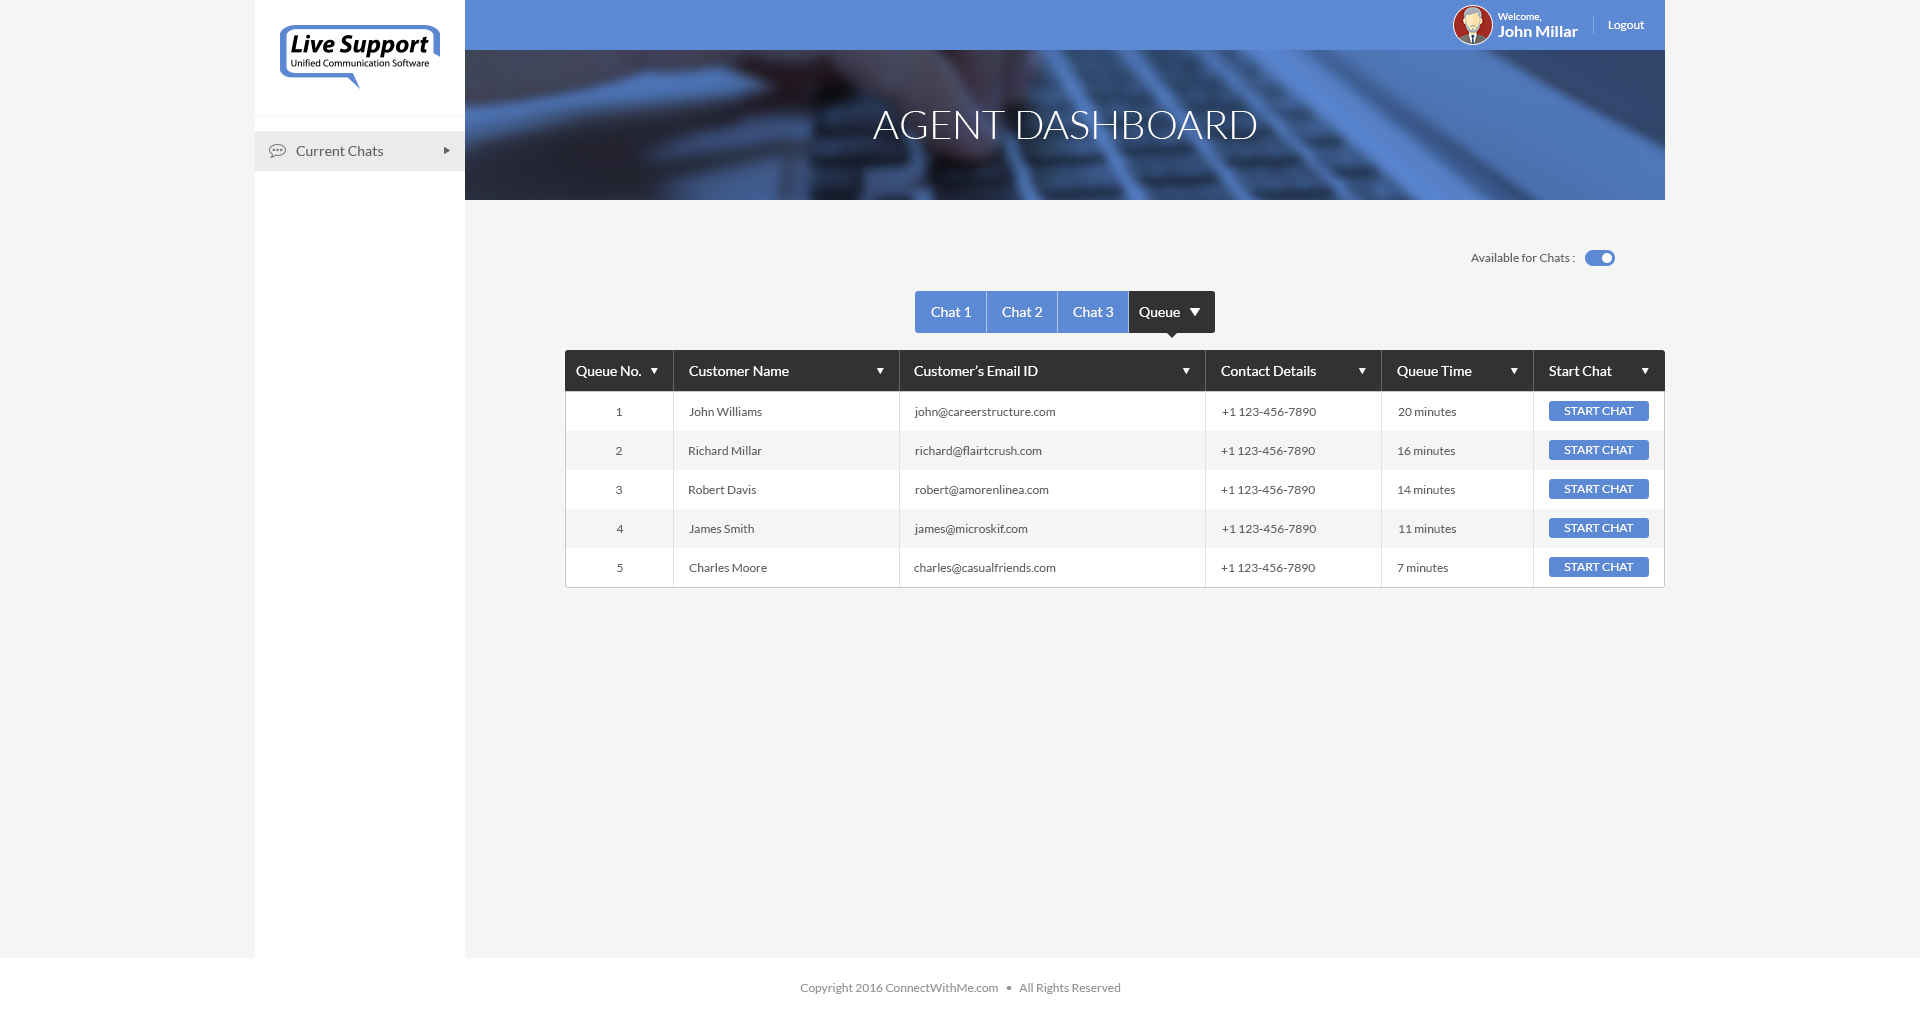 Live Support
Unified Communication Software
Welcome,
John Millar
Logout
AGENT DASHBOARD
Current Chats
Available for Chats :
Chat 1 Chat 2 Chat 3 Queue
Queue No. Customer Name Customer’s Email ID Contact Details Queue Time Start Chat
1 John Williams john@careerstructure.com +1 123-456-7890 20 minutes START CHAT
2 Richard Millar richard@flairtcrush.com +1 123-456-7890 16 minutes START CHAT
3 Robert Davis robert@amorenlinea.com +1 123-456-7890 14 minutes START CHAT
4 James Smith james@microskif.com +1 123-456-7890 11 minutes START CHAT
5 Charles Moore charles@casualfriends.com +1 123-456-7890 7 minutes START CHAT
Copyright 2016 ConnectWithMe.com • All Rights Reserved